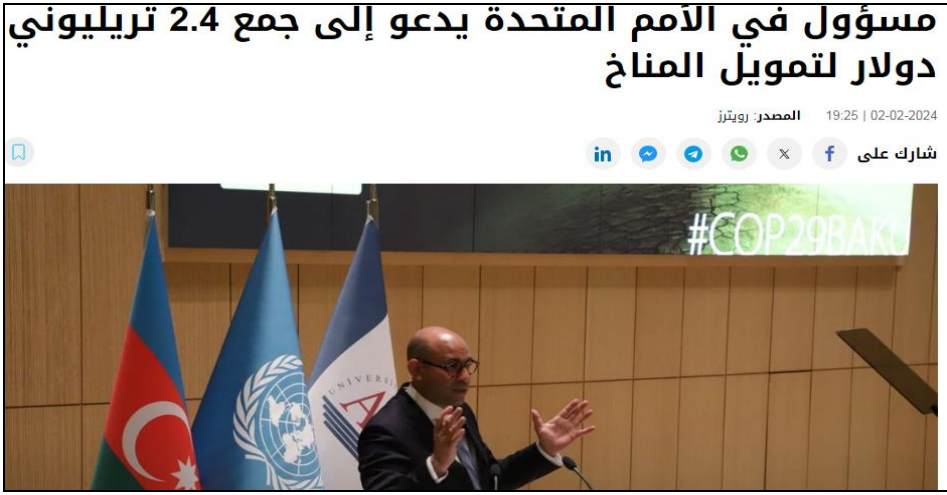 مسؤول في الأمم المتحدة يدعو إلى جمع 2.4 تريليوني
دولار لتمويل المناخ
02-02-2024 | 19:25 المصدر: رويترز
شارك على
#COP29BAKU
UNIVERSI